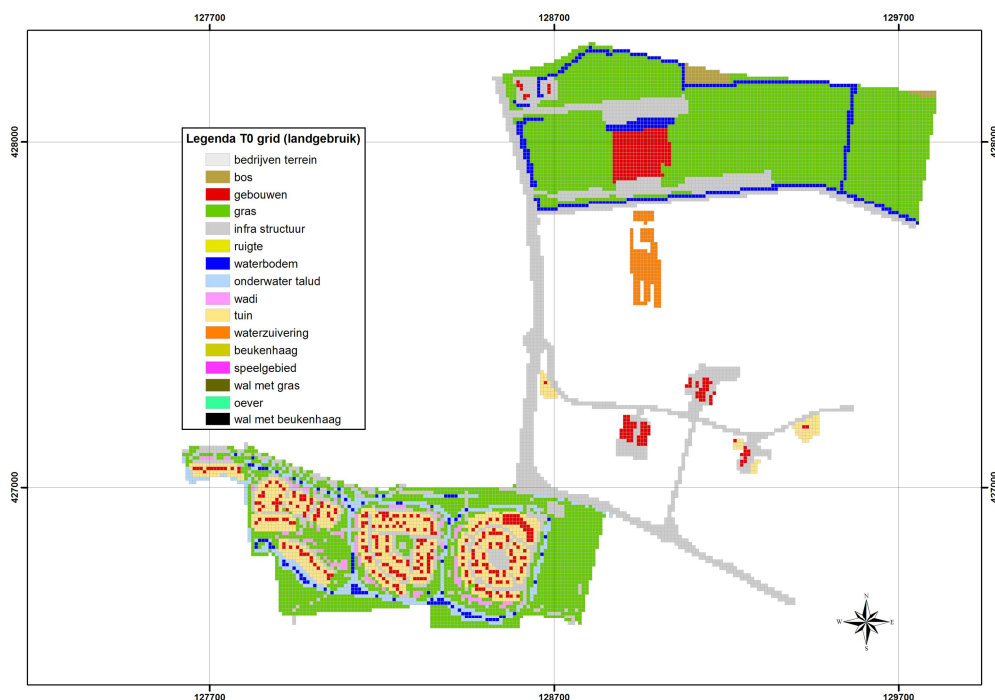 127700 128700 129700
Legenda T0 grid (landgebruik)
bedrijven terrein
bos
gebouwen
gras
infra structuur
ruigte
waterbodem
onderwater talud
wadi
tuin
waterzuivering
beukenhaag
speelgebied
wal met gras
oever
wal met beukenhaag
428000 428000
427000 427000
N
W E
S
127700 128700 129700